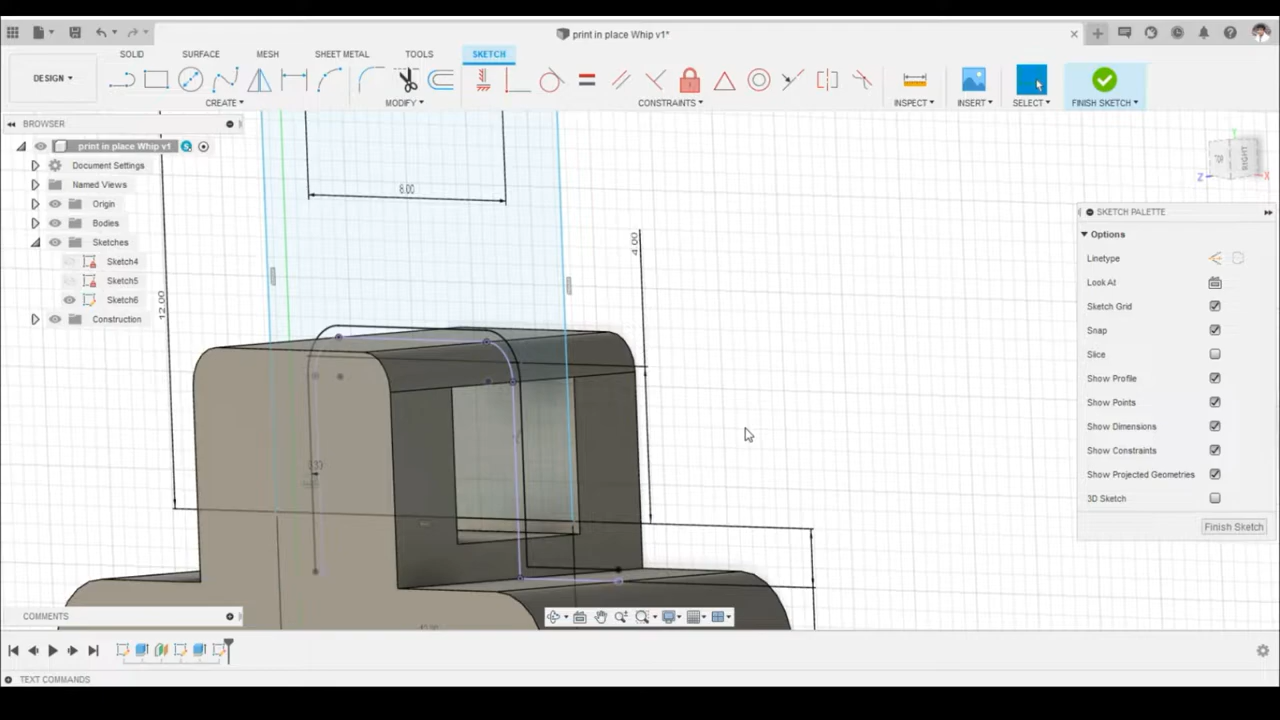 print in place Whip v1*
SOLID SURFACE MESH SHEET METAL TOOLS SKETCH
DESIGN
CREATE MODIFY CONSTRAINTS INSPECT INSERT SELECT FINISH SKETCH
BROWSER
print in place Whip v1
Document Settings
Named Views
Origin
Bodies
Sketches
Sketch4
Sketch5
Sketch6
Construction
8.00
4.00
12.00
(3)
RIGHT
Y
Z
X
SKETCH PALETTE
Options
Linetype
Look At
Sketch Grid
Snap
Slice
Show Profile
Show Points
Show Dimensions
Show Constraints
Show Projected Geometries
3D Sketch
Finish Sketch
COMMENTS
TEXT COMMANDS